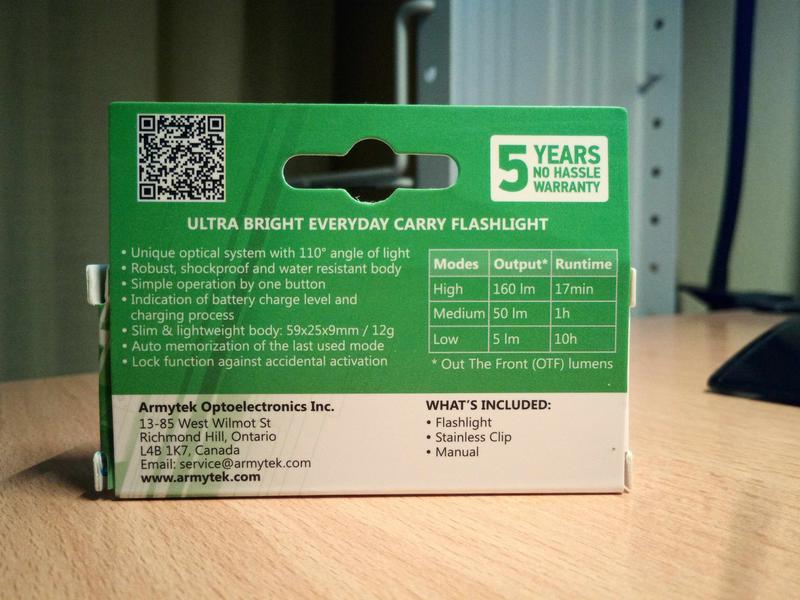 5 YEARS
NO HASSLE
WARRANTY
ULTRA BRIGHT EVERYDAY CARRY FLASHLIGHT
• Unique optical system with 110° angle of light
• Robust, shockproof and water resistant body
• Simple operation by one button
• Indication of battery charge level and
charging process
• Slim & lightweight body: 59x25x9mm / 12g
• Auto memorization of the last used mode
• Lock function against accidental activation
Modes Output* Runtime
High 160 lm 17min
Medium 50 lm 1h
Low 5 lm 10h
* Out The Front (OTF) lumens
Armytek Optoelectronics Inc.
13-85 West Wilmot St
Richmond Hill, Ontario
L4B 1K7, Canada
Email: service@armytek.com
www.armytek.com
WHAT'S INCLUDED:
• Flashlight
• Stainless Clip
• Manual